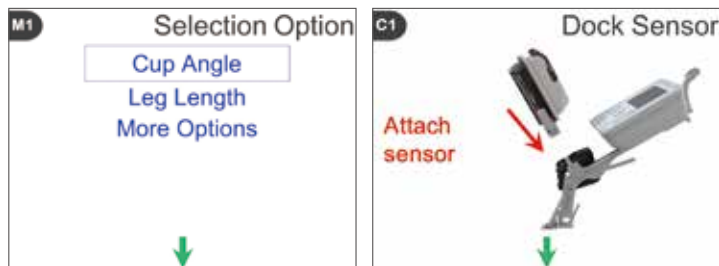 M1
Selection Option
Cup Angle
Leg Length
More Options
C1
Dock Sensor
Attach
sensor